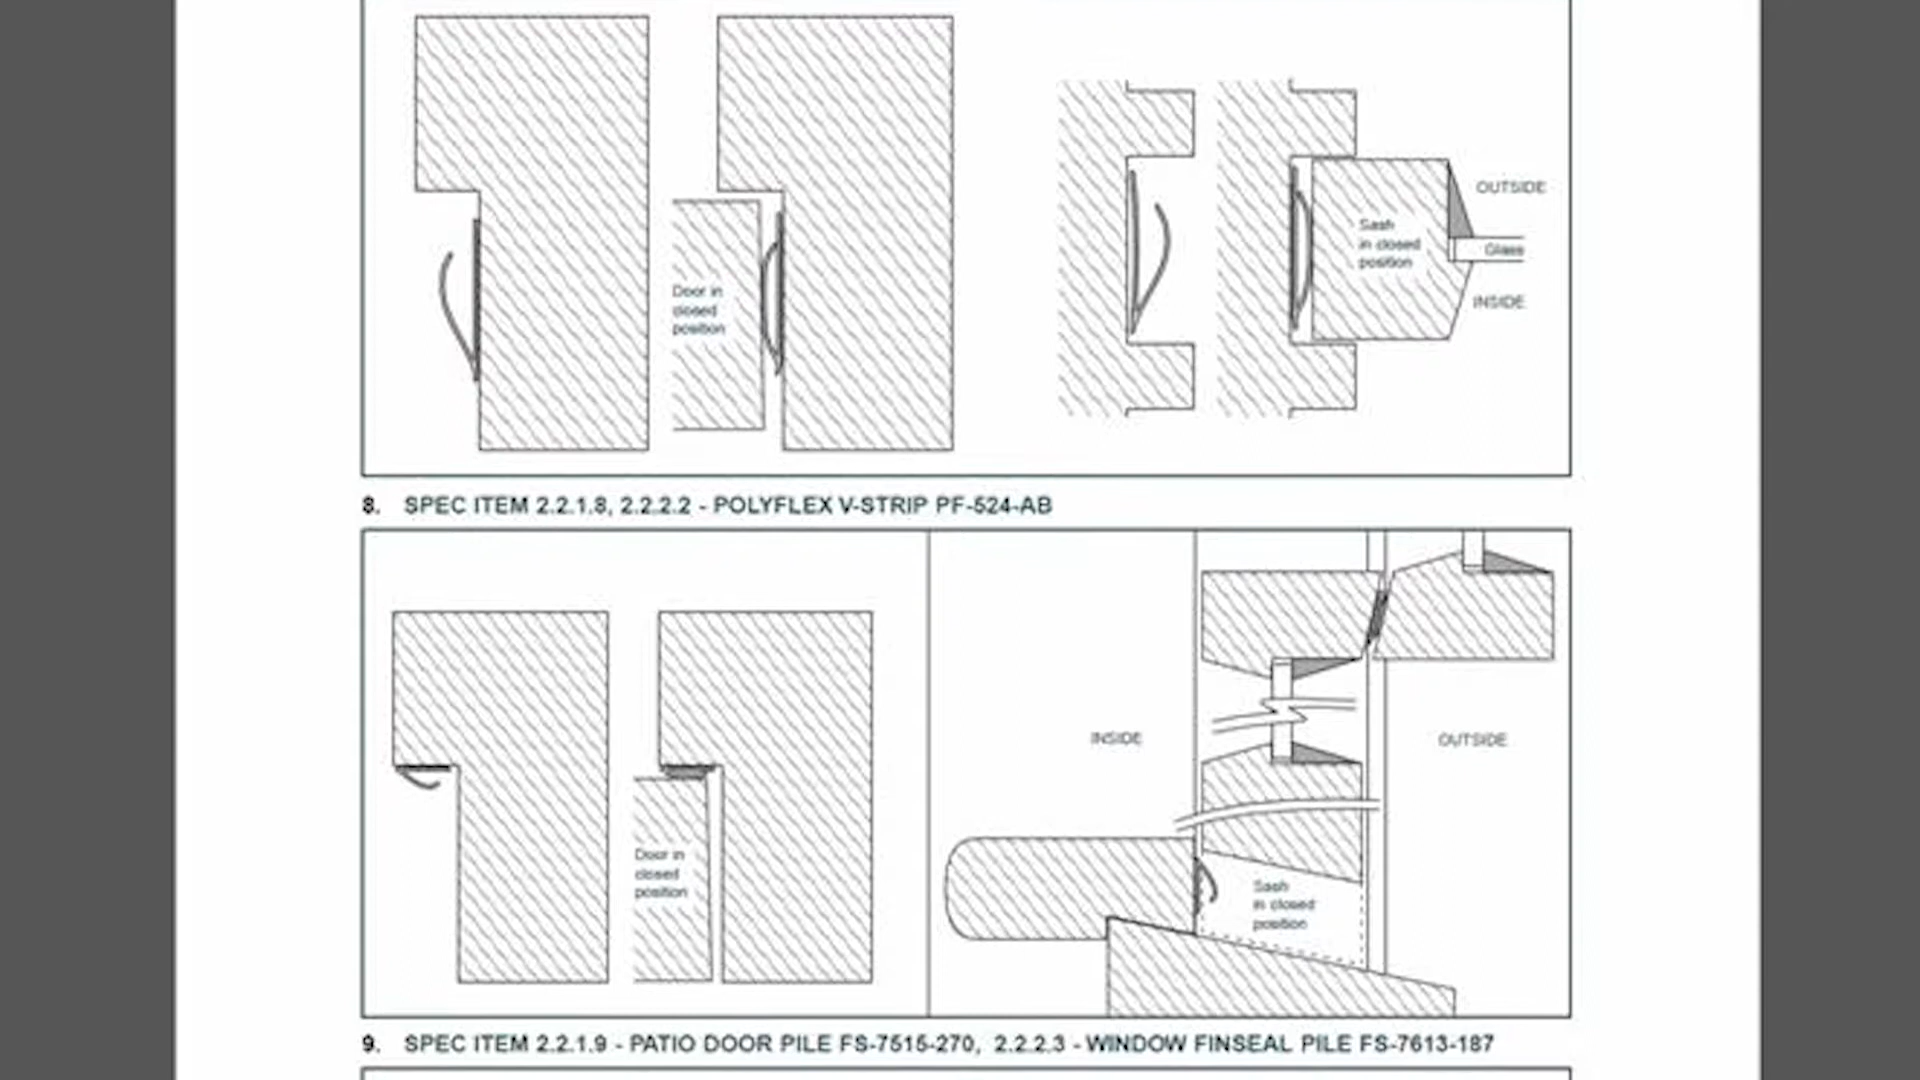 OUTSIDE
Sash
in closed
position
Glass
INSIDE
Door in
closed
position
8. SPEC ITEM 2.2.1.8, 2.2.2.2 - POLYFLEX V-STRIP PF-524-AB
INSIDE
OUTSIDE
Door in
closed
position
Sash
in closed
position
9. SPEC ITEM 2.2.1.9 - PATIO DOOR PILE FS-7515-270, 2.2.2.3 - WINDOW FINSEAL PILE FS-7613-187